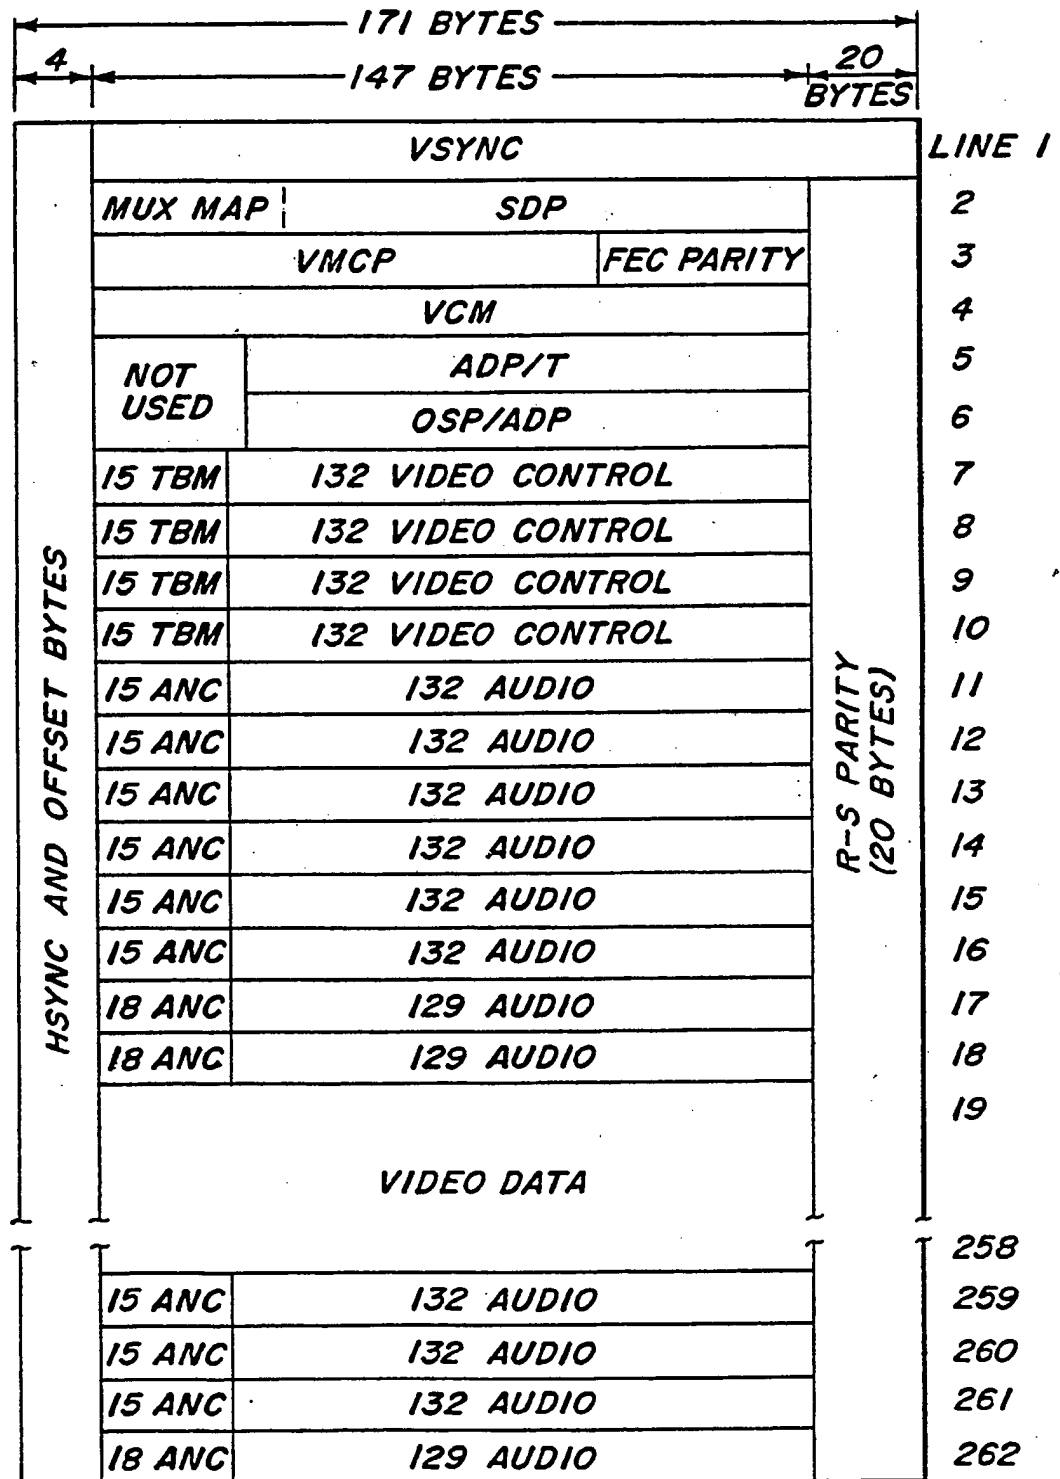 171 BYTES
4
147 BYTES
20 BYTES
VSYNC
LINE 1
MUX MAP
SDP
2
VMCP
FEC PARITY
3
VCM
4
NOT USED
ADP/T
5
OSP/ADP
6
15 TBM
132 VIDEO CONTROL
7
15 TBM
132 VIDEO CONTROL
8
15 TBM
132 VIDEO CONTROL
9
15 TBM
132 VIDEO CONTROL
10
15 ANC
132 AUDIO
11
15 ANC
132 AUDIO
12
15 ANC
132 AUDIO
13
15 ANC
132 AUDIO
14
15 ANC
132 AUDIO
15
15 ANC
132 AUDIO
16
18 ANC
129 AUDIO
17
18 ANC
129 AUDIO
18
19
VIDEO DATA
258
15 ANC
132 AUDIO
259
15 ANC
132 AUDIO
260
15 ANC
132 AUDIO
261
18 ANC
129 AUDIO
262
HSYNC AND OFFSET BYTES
R-S PARITY
(20 BYTES)